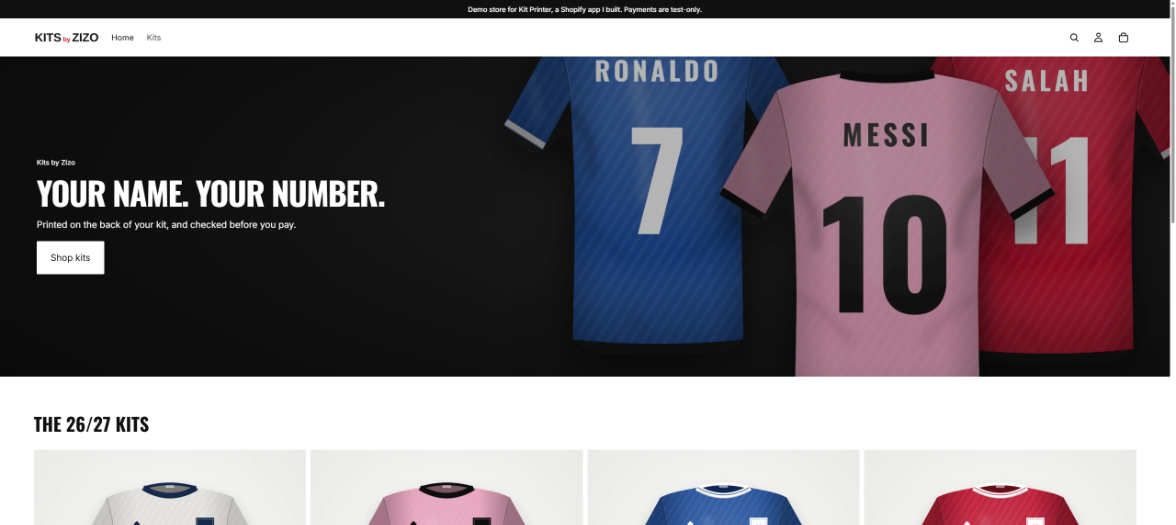 Demo store for Kit Printer, a Shopify app I built. Payments are test-only.
KITS by ZIZO Home Kits
RONALDO
7
MESSI
10
SALAH
11
Kits by Zizo
YOUR NAME. YOUR NUMBER.
Printed on the back of your kit, and checked before you pay.
Shop kits
THE 26/27 KITS